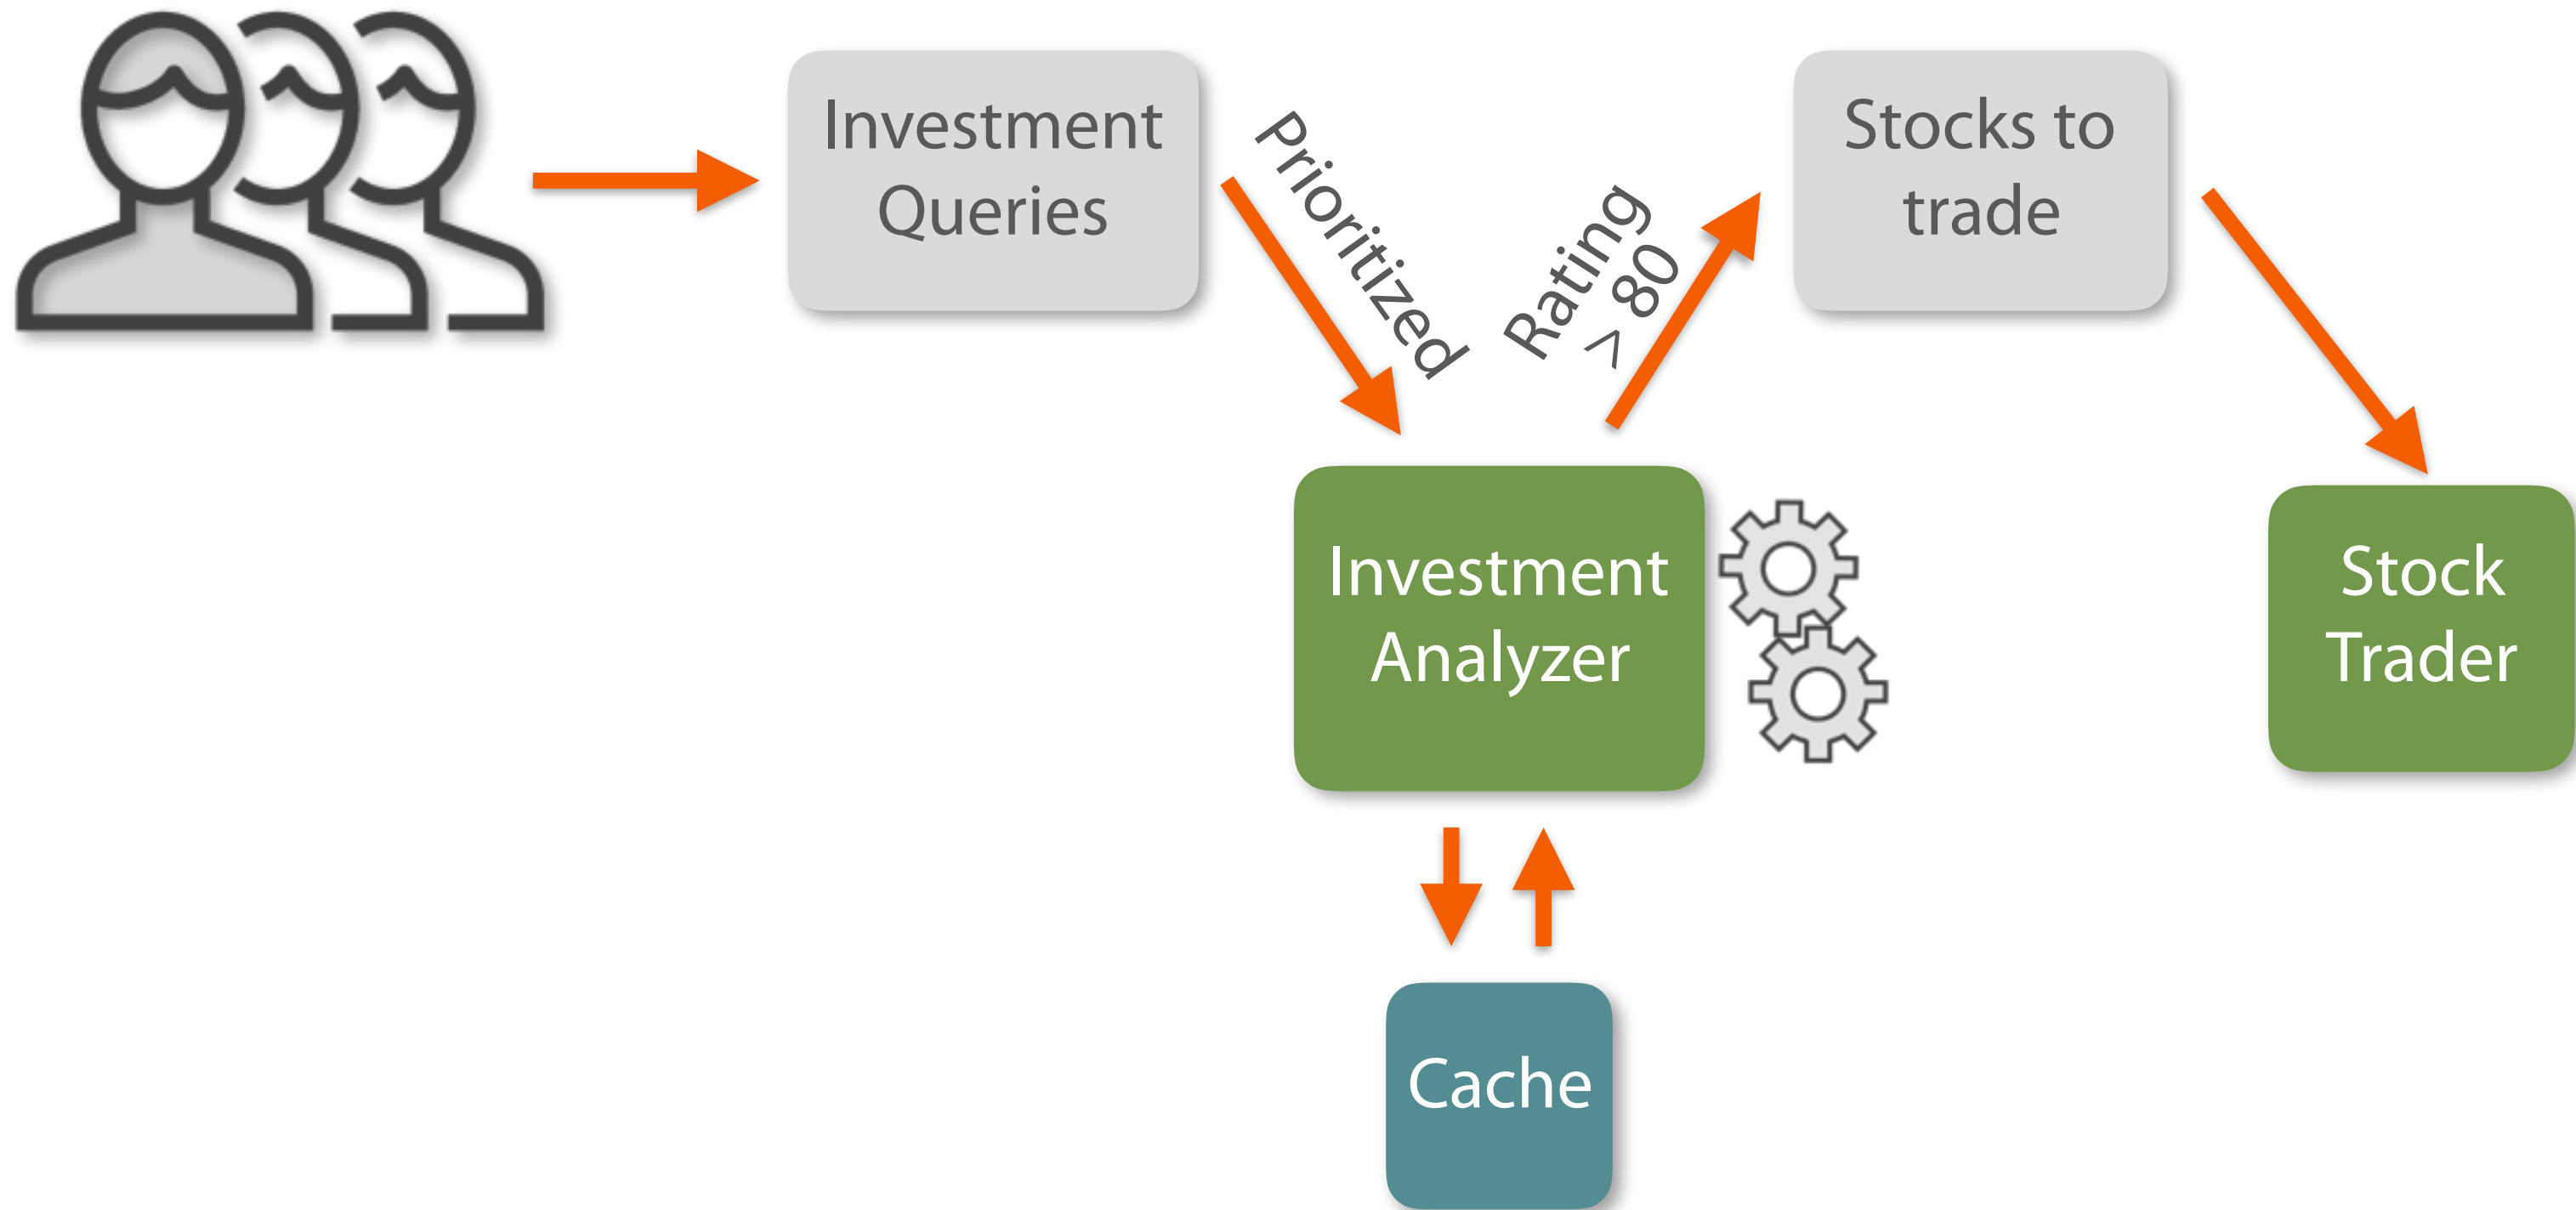 Investment
Queries
Prioritized
Rating
> 80
Stocks to
trade
Investment
Analyzer
Stock
Trader
Cache